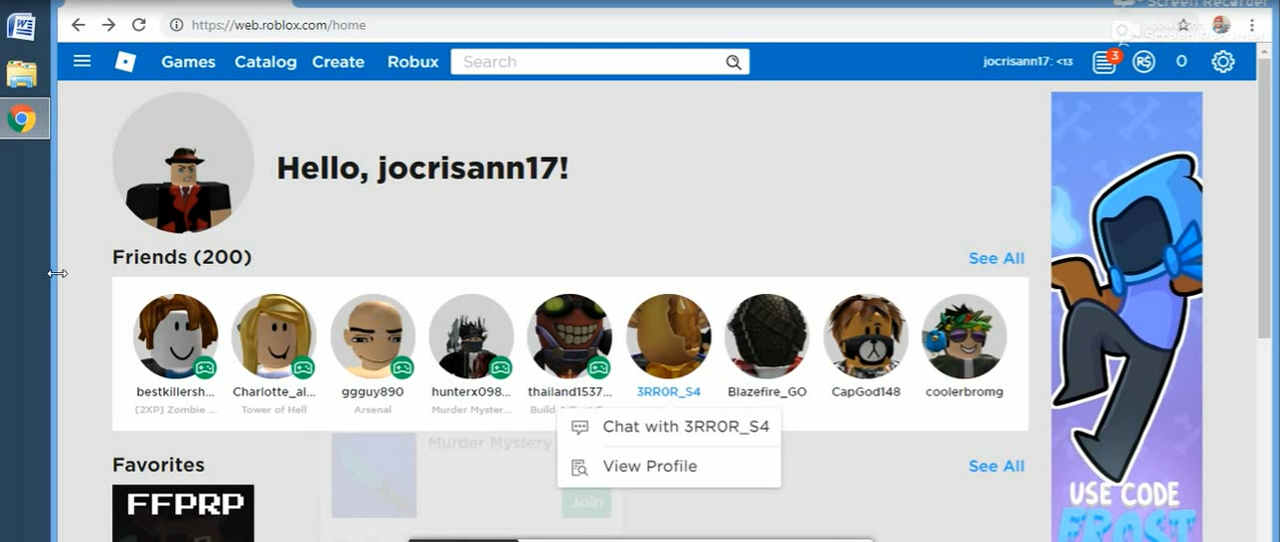 Screen Recorder
https://web.roblox.com/home
Games Catalog Create Robux Search jocrisann17: <13 3 R$ 0
Hello, jocrisann17!
Friends (200) See All
bestkillersh... Charlotte_al... ggguy890 hunterx098... thailand1537... 3RR0R_S4 Blazefire_GO CapGod148 coolerbromg
[2XP] Zombie ... Tower of Hell Arsenal Murder Myster...
Chat with 3RR0R_S4
Murder Mystery
View Profile
Favorites See All
Join
FFPRP
USE CODE
FROST